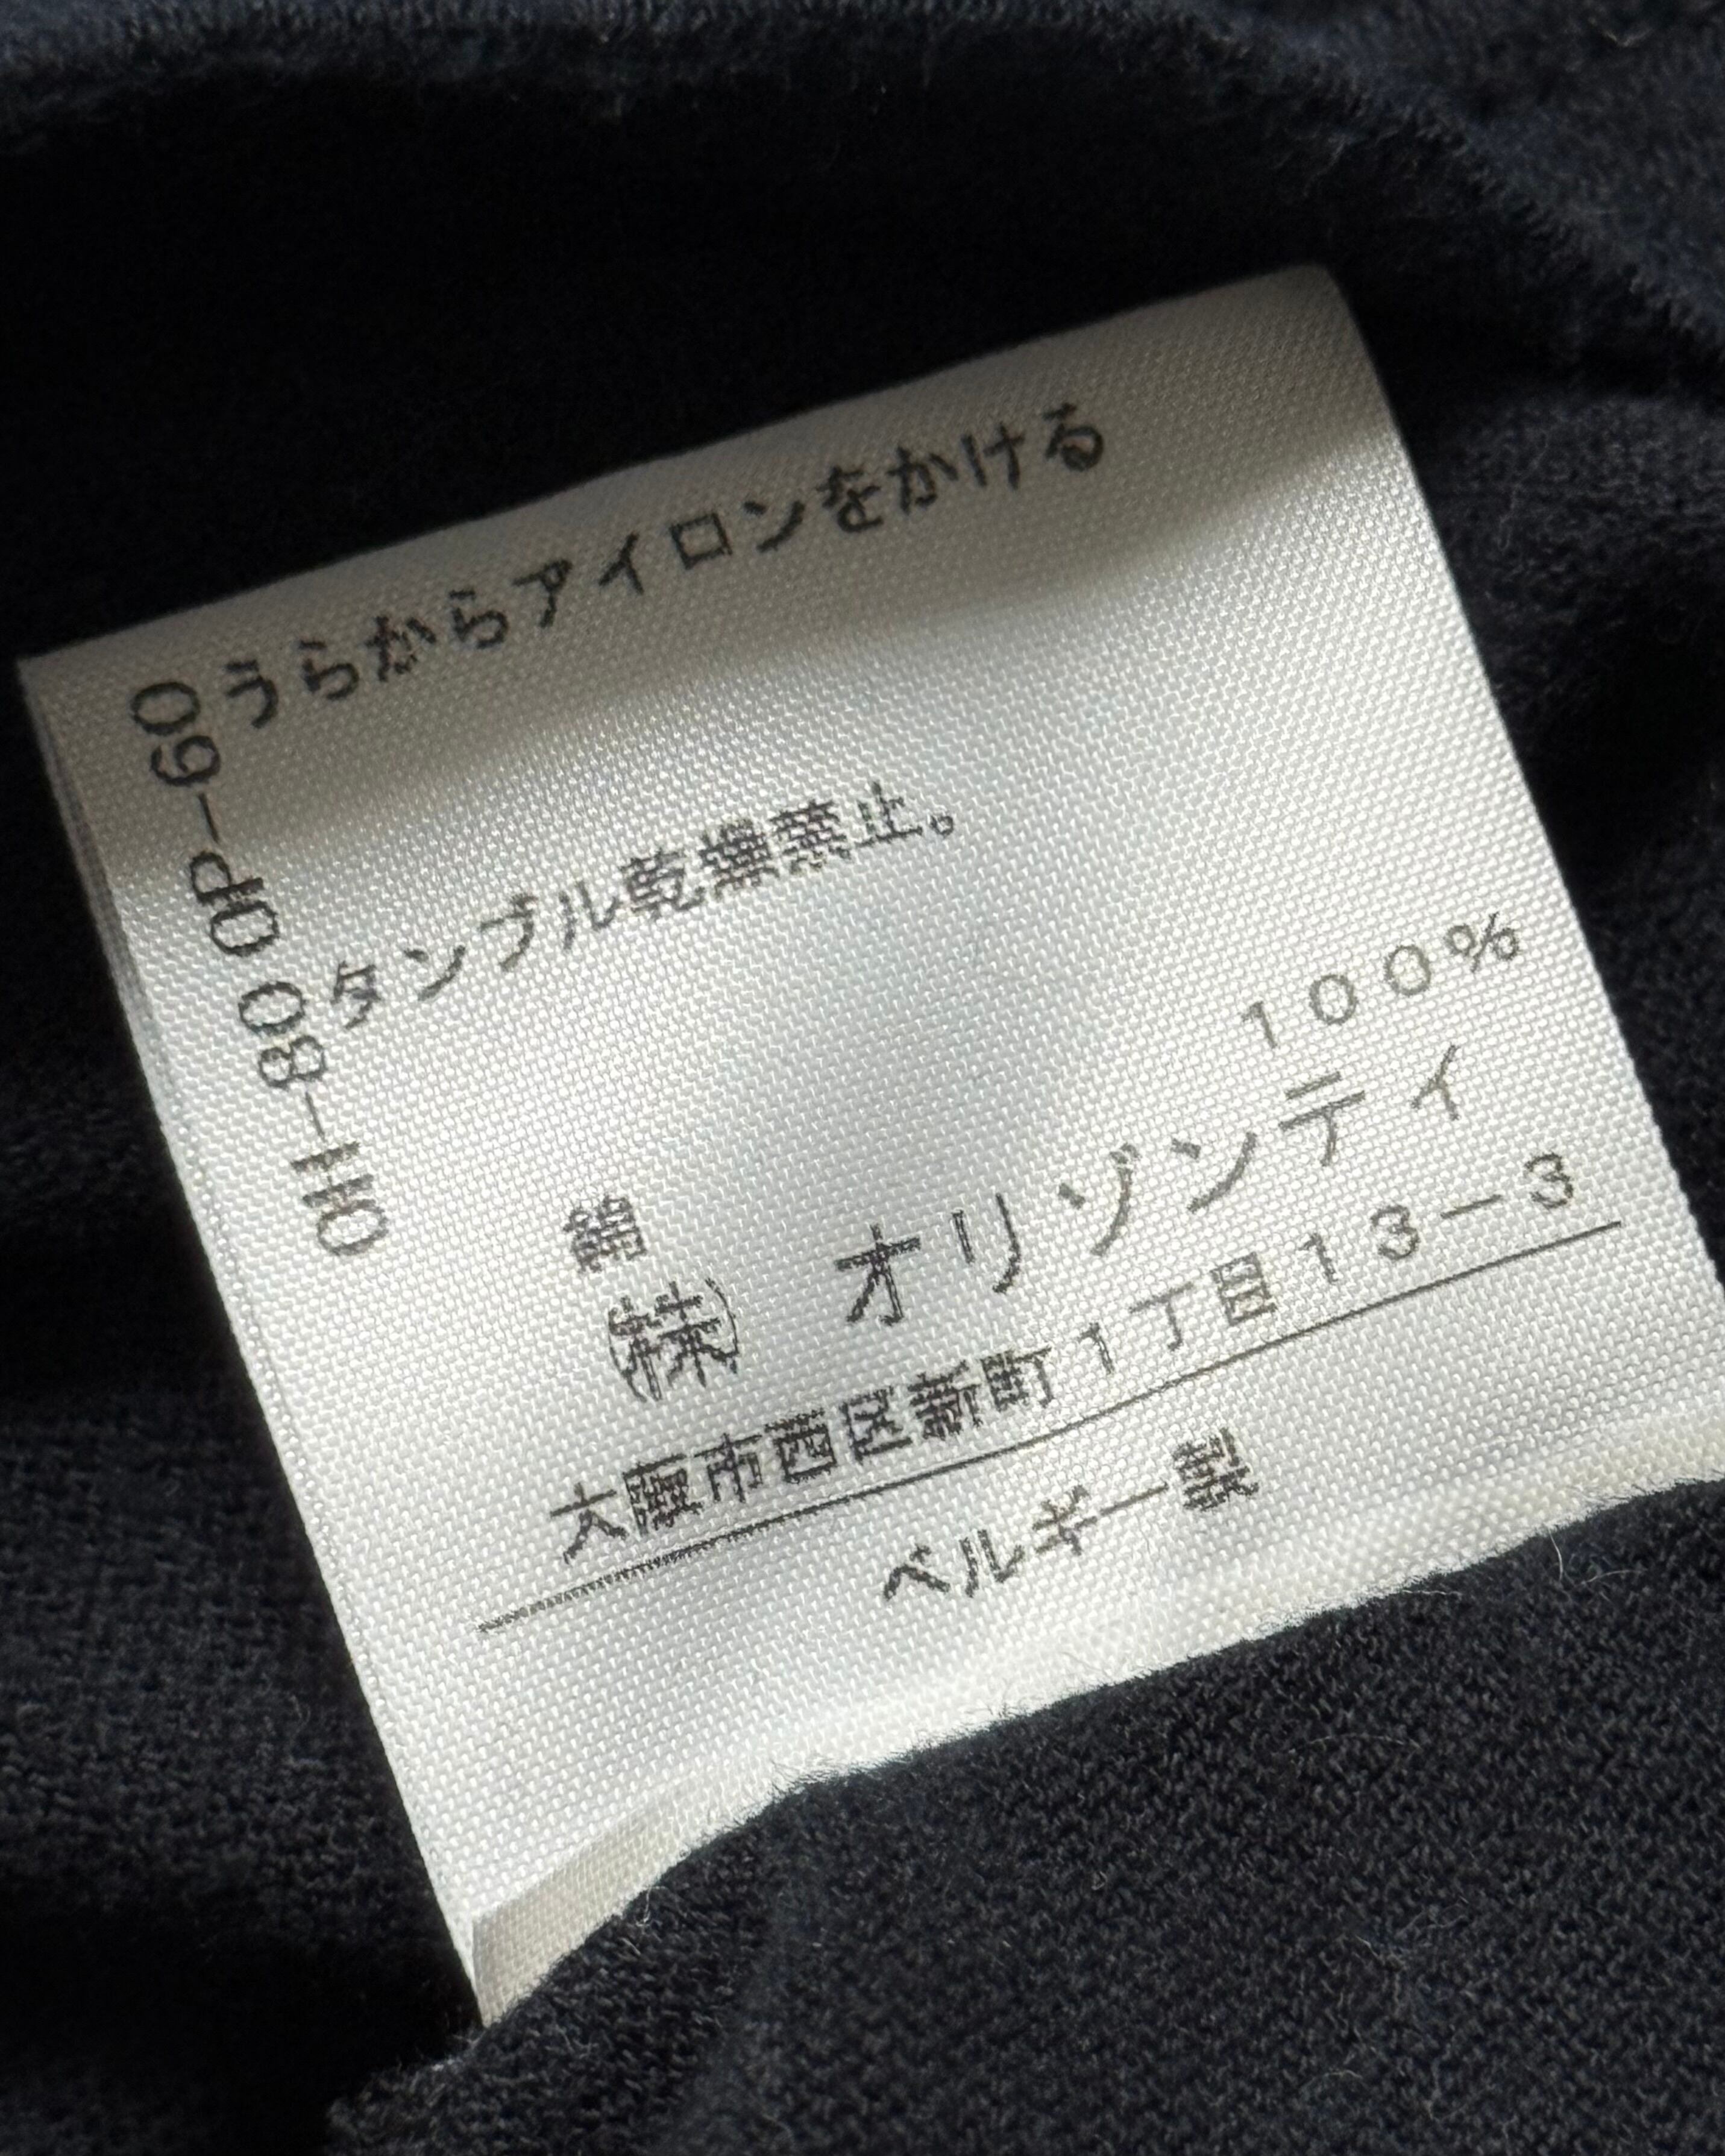 うらからアイロンをかける
OH-80 OP-60
タンブル乾燥禁止。
綿 100%
㈱ オリゾンティ
大阪市西区新町1丁目13-3
ベルギー製